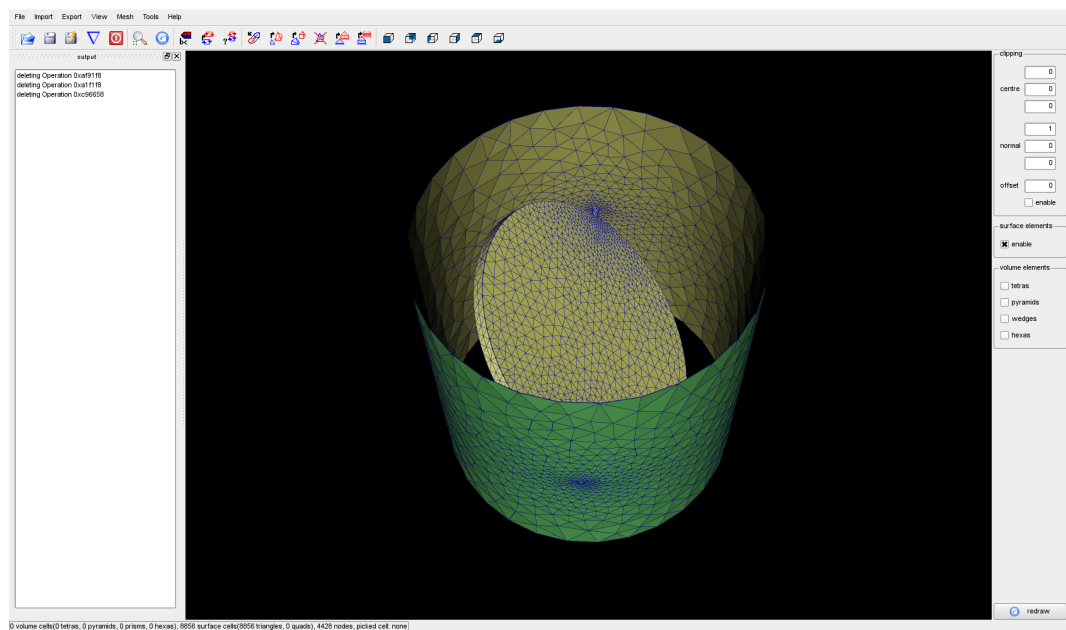 File Import Export View Mesh Tools Help
output
deleting Operation 0xaf91f8
deleting Operation 0xa1f1f8
deleting Operation 0xc96658
clipping
0
centre 0
0
1
normal 0
0
offset 0
enable
surface elements
enable
volume elements
tetras
pyramids
wedges
hexas
redraw
0 volume cells(0 tetras, 0 pyramids, 0 prisms, 0 hexas), 8856 surface cells(8856 triangles, 0 quads), 4428 nodes, picked cell: none